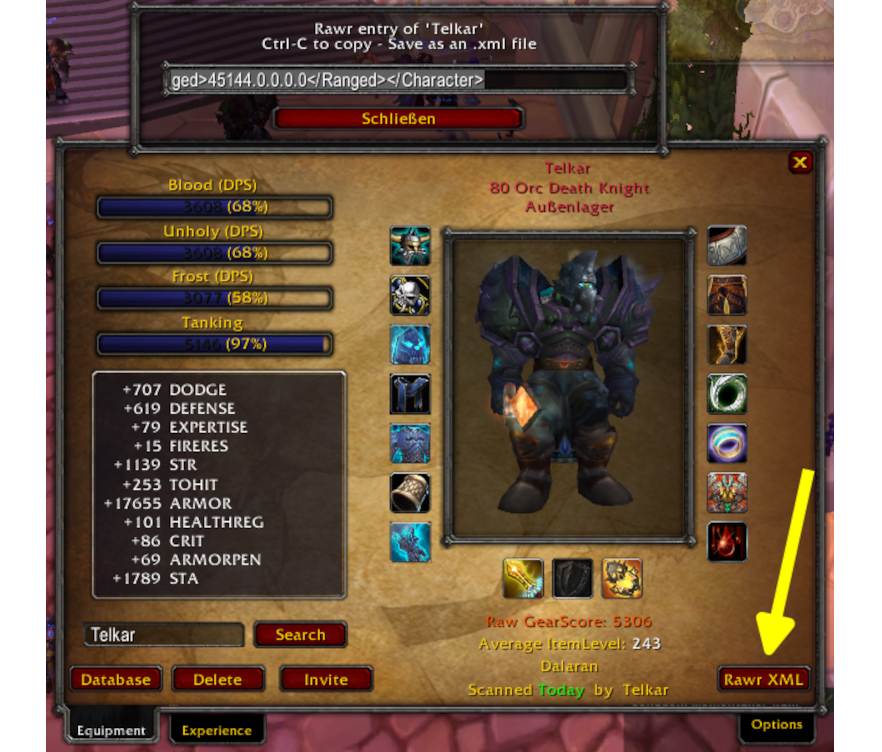 Rawr entry of 'Telkar'
Ctrl-C to copy - Save as an .xml file
ged>45144.0.0.0.0</Ranged></Character>
Schließen
Telkar
80 Orc Death Knight
Außenlager
Blood (DPS)
3608 (68%)
Unholy (DPS)
3608 (68%)
Frost (DPS)
3077 (58%)
Tanking
5146 (97%)
+707 DODGE
+619 DEFENSE
+79 EXPERTISE
+15 FIRERES
+1139 STR
+253 TOHIT
+17655 ARMOR
+101 HEALTHREG
+86 CRIT
+69 ARMORPEN
+1789 STA
Raw GearScore: 5306
Average ItemLevel: 243
Dalaran
Scanned Today by Telkar
Telkar
Search
Database
Delete
Invite
Rawr XML
Equipment
Experience
Options